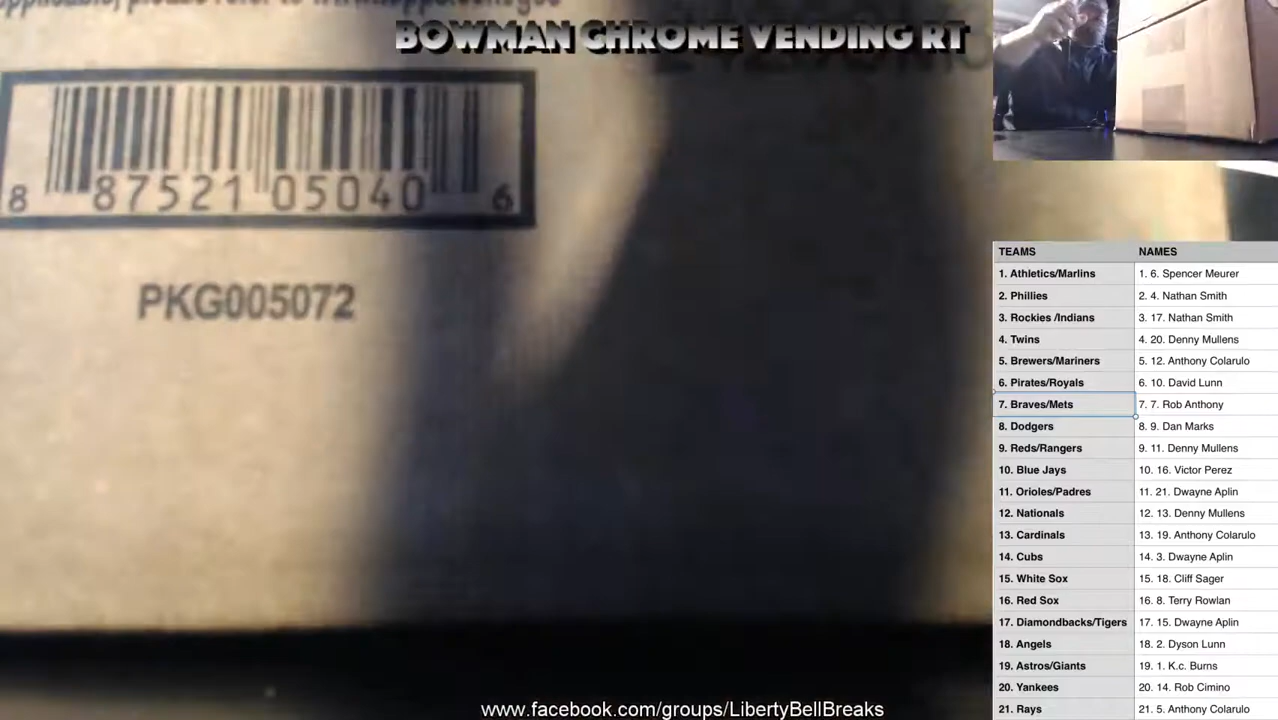 BOWMAN CHROME VENDING RT
8 87521 05040 6
PKG005072
TEAMS NAMES
1. Athletics/Marlins 1. 6. Spencer Meurer
2. Phillies 2. 4. Nathan Smith
3. Rockies /Indians 3. 17. Nathan Smith
4. Twins 4. 20. Denny Mullens
5. Brewers/Mariners 5. 12. Anthony Colarulo
6. Pirates/Royals 6. 10. David Lunn
7. Braves/Mets 7. 7. Rob Anthony
8. Dodgers 8. 9. Dan Marks
9. Reds/Rangers 9. 11. Denny Mullens
10. Blue Jays 10. 16. Victor Perez
11. Orioles/Padres 11. 21. Dwayne Aplin
12. Nationals 12. 13. Denny Mullens
13. Cardinals 13. 19. Anthony Colarulo
14. Cubs 14. 3. Dwayne Aplin
15. White Sox 15. 18. Cliff Sager
16. Red Sox 16. 8. Terry Rowlan
17. Diamondbacks/Tigers 17. 15. Dwayne Aplin
18. Angels 18. 2. Dyson Lunn
19. Astros/Giants 19. 1. K.c. Burns
20. Yankees 20. 14. Rob Cimino
21. Rays 21. 5. Anthony Colarulo
www.facebook.com/groups/LibertyBellBreaks